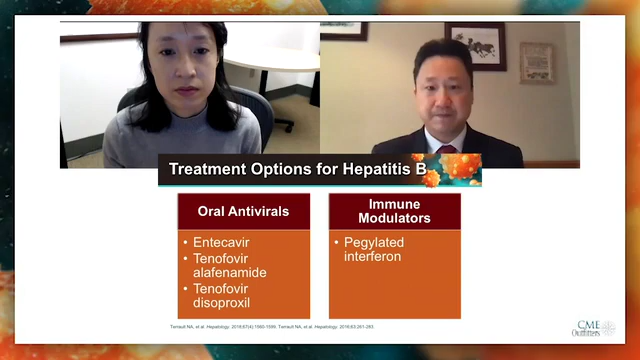 Treatment Options for Hepatitis B
Oral Antivirals
• Entecavir
• Tenofovir
alafenamide
• Tenofovir
disoproxil
Immune
Modulators
• Pegylated
interferon
Terrault NA, et al. Hepatology. 2018;67(4):1560-1599. Terrault NA, et al. Hepatology. 2016;63:261-283.
CME
Outfitters